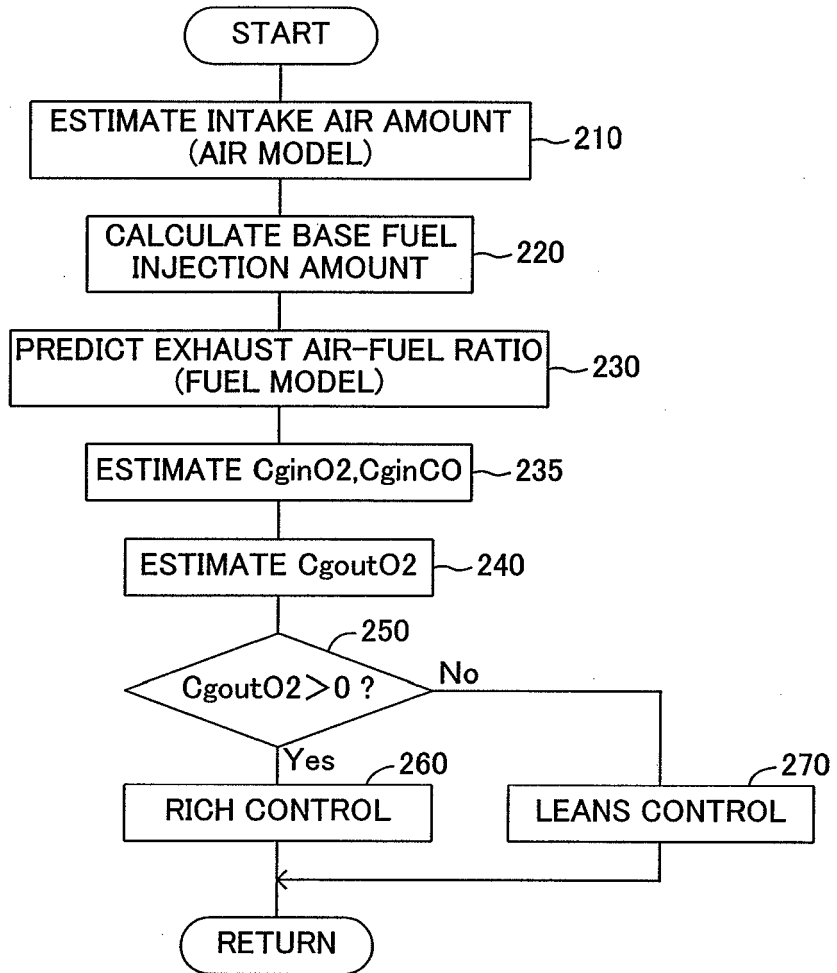 START
ESTIMATE INTAKE AIR AMOUNT
(AIR MODEL)
210
CALCULATE BASE FUEL
INJECTION AMOUNT
220
PREDICT EXHAUST AIR-FUEL RATIO
(FUEL MODEL)
230
ESTIMATE CginO2,CginCO
235
ESTIMATE CgoutO2
240
250
CgoutO2>0 ?
No
Yes
260
RICH CONTROL
270
LEANS CONTROL
RETURN